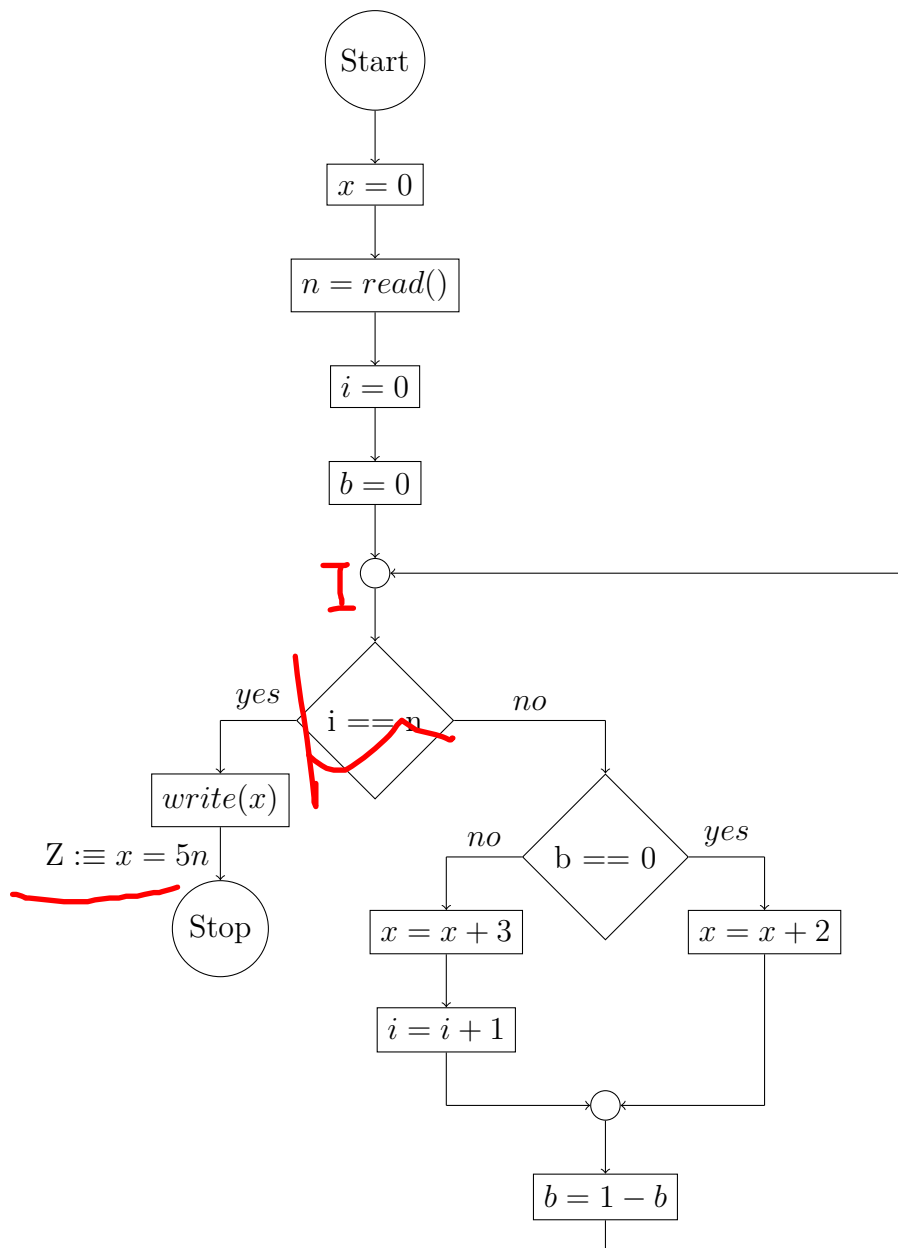 Start
x = 0
n = read()
i = 0
b = 0
I
i == n
yes
no
write(x)
Z :≡ x = 5n
Stop
b == 0
no
yes
x = x + 3
x = x + 2
i = i + 1
b = 1 − b